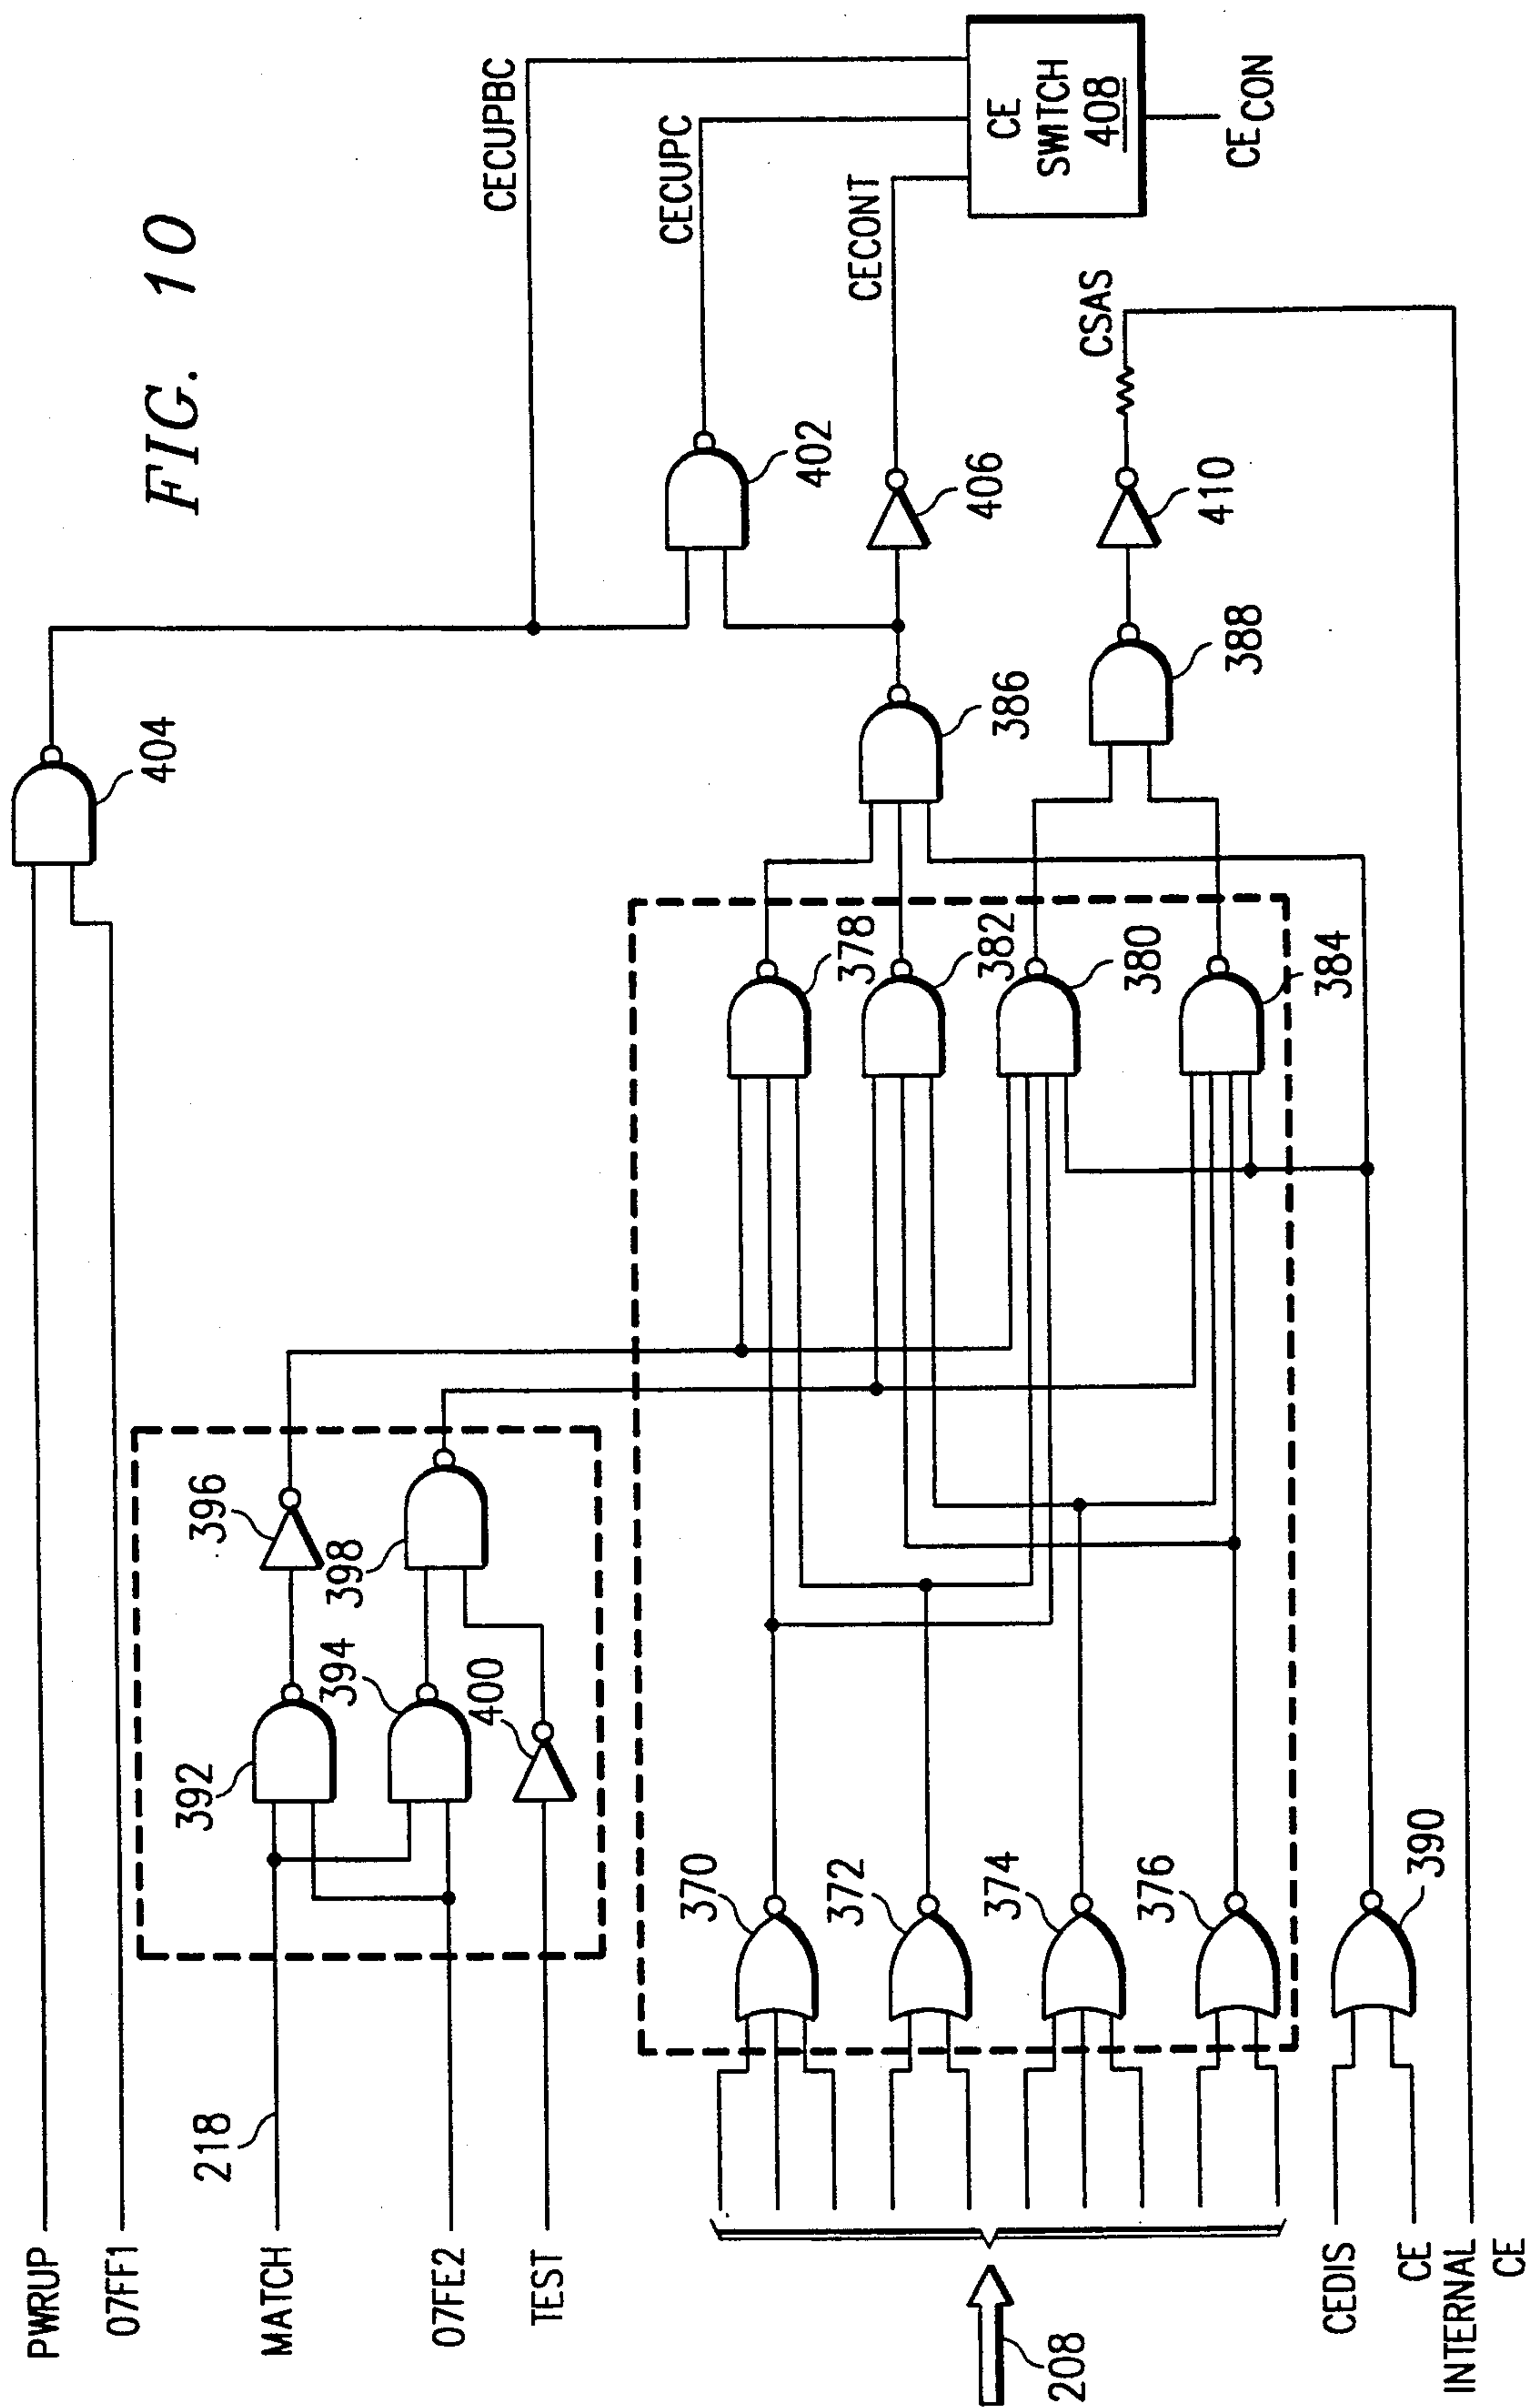 FIG. 10
PWRUP
07FF1
MATCH
218
07FE2
TEST
392
394
396
398
400
404
CECUPBC
CECUPC
CECONT
402
406
CE
SWITCH
408
CECON
208
370
372
374
376
378
382
380
384
386
388
410
CSAS
CEDIS
CE
390
INTERNAL
CE